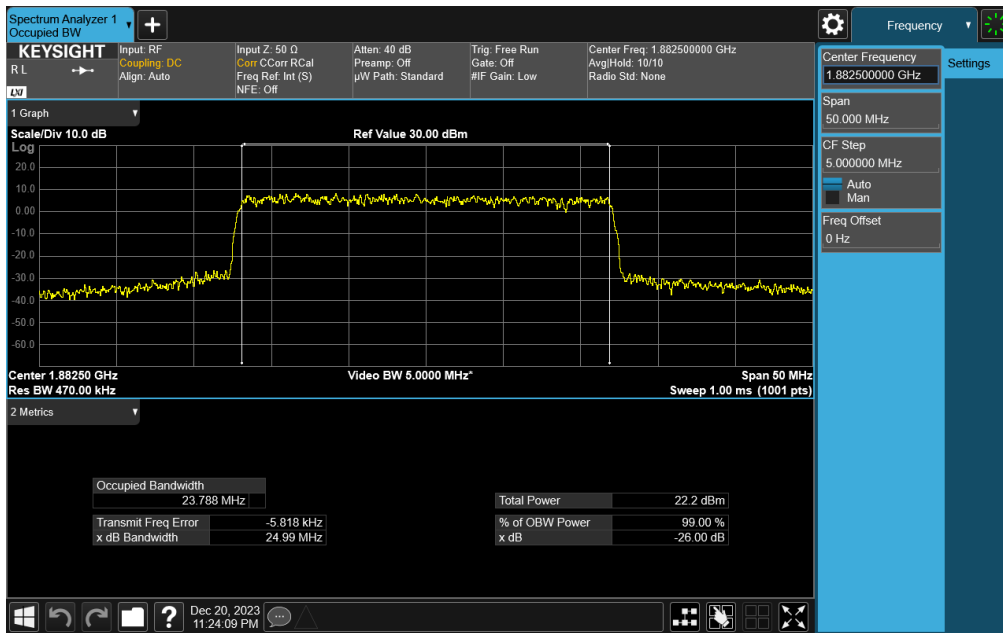 Spectrum Analyzer 1
Occupied BW
Frequency
KEYSIGHT
R L
LXI
Input: RF
Coupling: DC
Align: Auto
Input Z: 50 Ω
Corr CCorr RCal
Freq Ref: Int (S)
NFE: Off
Atten: 40 dB
Preamp: Off
µW Path: Standard
Trig: Free Run
Gate: Off
#IF Gain: Low
Center Freq: 1.882500000 GHz
Avg|Hold: 10/10
Radio Std: None
Center Frequency
1.882500000 GHz
Settings
Span
50.000 MHz
CF Step
5.000000 MHz
Auto
Man
Freq Offset
0 Hz
1 Graph
Scale/Div 10.0 dB
Ref Value 30.00 dBm
Log
20.0
10.0
0.00
-10.0
-20.0
-30.0
-40.0
-50.0
-60.0
Center 1.88250 GHz
Video BW 5.0000 MHz*
Span 50 MHz
Res BW 470.00 kHz
Sweep 1.00 ms (1001 pts)
2 Metrics
Occupied Bandwidth
23.788 MHz
Transmit Freq Error -5.818 kHz
x dB Bandwidth 24.99 MHz
Total Power 22.2 dBm
% of OBW Power 99.00 %
x dB -26.00 dB
?
Dec 20, 2023
11:24:09 PM